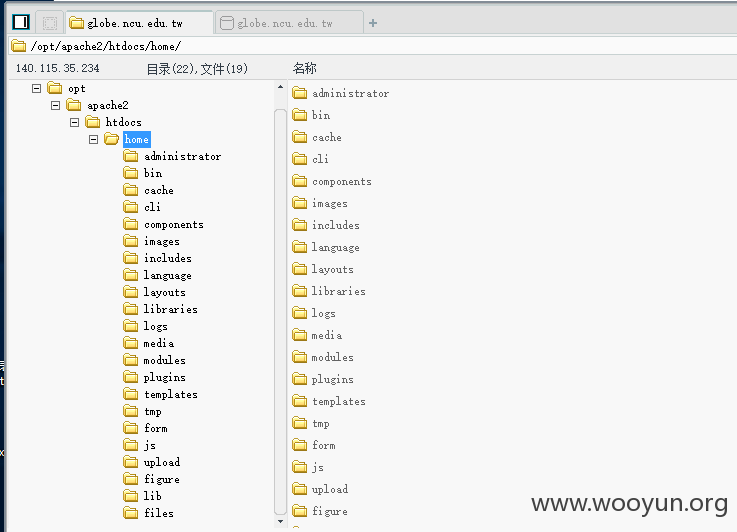 globe.ncu.edu.tw globe.ncu.edu.tw +
/opt/apache2/htdocs/home/
140.115.35.234 目录(22),文件(19) 名称
opt
apache2
htdocs
home
administrator
bin
cache
cli
components
images
includes
language
layouts
libraries
logs
media
modules
plugins
templates
tmp
form
js
upload
figure
lib
files
administrator
bin
cache
cli
components
images
includes
language
layouts
libraries
logs
media
modules
plugins
templates
tmp
form
js
upload
figure
www.wooyun.org